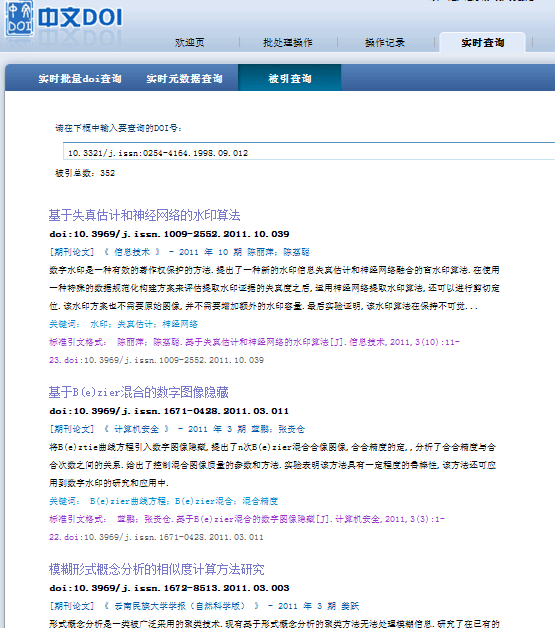 中文DOI
欢迎页 批处理操作 操作记录 实时查询
实时批量doi查询 实时元数据查询 被引查询
请在下框中输入要查询的DOI号:
10.3321/j.issn:0254-4164.1998.09.012
被引总数: 352
基于失真估计和神经网络的水印算法
doi:10.3969/j.issn.1009-2552.2011.10.039
[期刊论文] 《 信息技术 》 - 2011 年 10 期 陈丽萍; 陈荔聪
数字水印是一种有效的著作权保护的方法.提出了一种新的水印信息失真估计和神经网络融合的盲水印算法.在使用
一种特殊的数据规范化构建方案来评估提取水印证据的失真度之后,运用神经网络提取水印算法,还可以进行剪切定
位.该水印方案也不需要原始图像,并不需要增加额外的水印容量.最后实验证明,该水印算法在保持不可觉...
关键词: 水印; 失真估计; 神经网络
标准引文格式: 陈丽萍; 陈荔聪.基于失真估计和神经网络的水印算法[J].信息技术,2011,3(10):11-
23.doi:10.3969/j.issn.1009-2552.2011.10.039
基于B(e)zier混合的数字图像隐藏
doi:10.3969/j.issn.1671-0428.2011.03.011
[期刊论文] 《 计算机安全 》 - 2011 年 3 期 鹏; 张贵仓
将B(e)ztie曲线方程引入数字图像隐藏,提出了n次B(e)zier混合合像图像,合合精度的定,,分析了合合精度与合
合次数之间的关系.给出了控制混合图像质量的参数和方法.实验表明该方法具有一定程度的鲁棒性,该方法还可应
用到数字水印的研究和应用中.
关键词: B(e)zier曲线方程; B(e)zier混合; 混合精度
标准引文格式: 鹏; 张贵仓.基于B(e)zier混合的数字图像隐藏[J].计算机安全,2011,3(3):1-
22.doi:10.3969/j.issn.1671-0428.2011.03.011
模糊形式概念分析的相似度计算方法研究
doi:10.3969/j.issn.1672-8513.2011.03.003
[期刊论文] 《 云南民族大学学报(自然科学版) 》 - 2011 年 3 期 姜跃
形式概念分析是一类被广泛采用的聚类技术.现有基于形式概念分析的聚类方法无法处理模糊信息.研究了在已有的